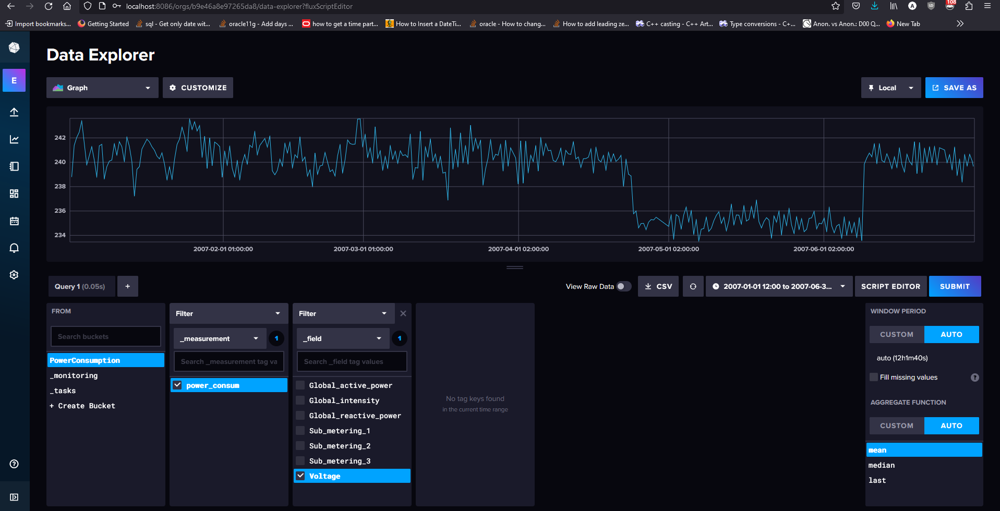 localhost:8086/orgs/b9e46a8e97265da8/data-explorer?fluxScriptEditor
108
Import bookmarks...
Getting Started
sql - Get only date wit...
oracle11g - Add days ...
how to get a time part...
How to Insert a DateTi...
oracle - How to chang...
How to add leading ze...
C++ casting - C++ Art...
Type conversions - C+...
Anon. vs Anon.: D00 Q...
New Tab
E
Data Explorer
Graph
CUSTOMIZE
Local
SAVE AS
242
240
238
236
234
2007-02-01 01:00:00
2007-03-01 01:00:00
2007-04-01 02:00:00
2007-05-01 02:00:00
2007-06-01 02:00:00
Query 1 (0.05s)
+
View Raw Data
CSV
2007-01-01 12:00 to 2007-06-3...
SCRIPT EDITOR
SUBMIT
FROM
Search buckets
PowerConsumption
_monitoring
_tasks
+ Create Bucket
Filter
_measurement
1
Search _measurement tag va
power_consum
Filter
_field
1
Search _field tag values
Global_active_power
Global_intensity
Global_reactive_power
Sub_metering_1
Sub_metering_2
Sub_metering_3
Voltage
No tag keys found
in the current time range
WINDOW PERIOD
CUSTOM
AUTO
auto (12h1m40s)
Fill missing values
?
AGGREGATE FUNCTION
CUSTOM
AUTO
mean
median
last